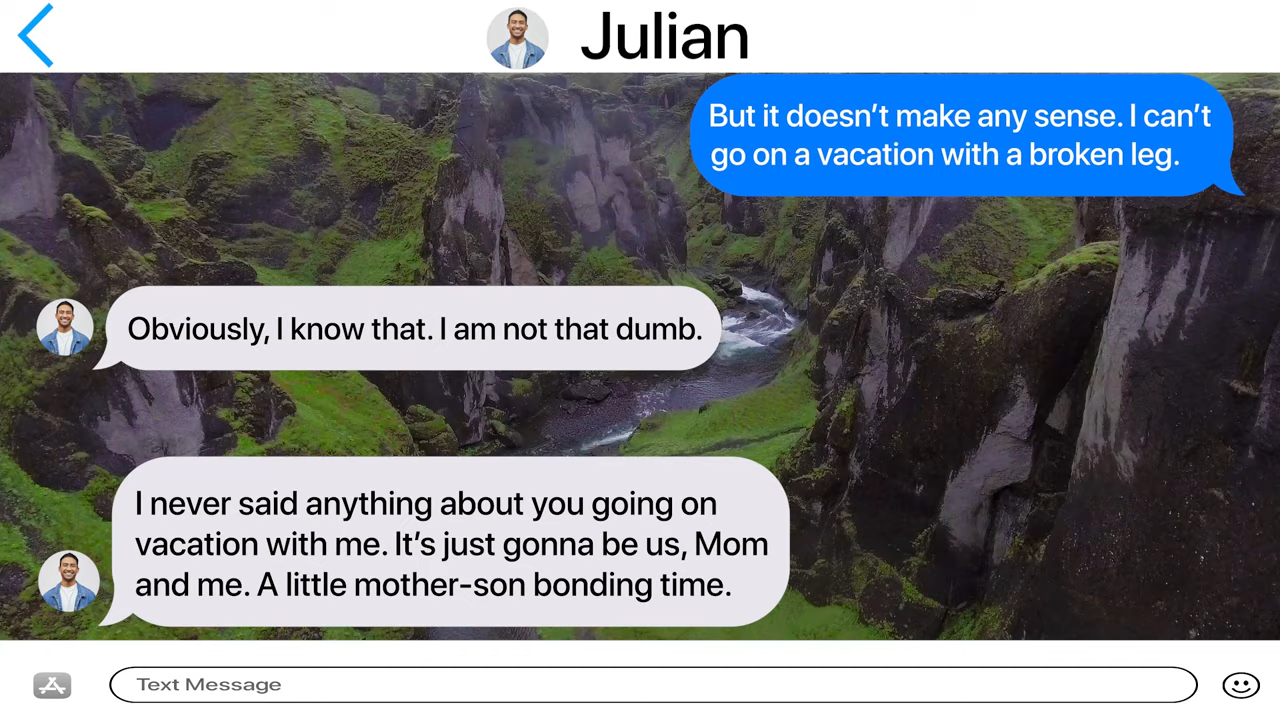 Julian
But it doesn’t make any sense. I can’t
go on a vacation with a broken leg.
Obviously, I know that. I am not that dumb.
I never said anything about you going on
vacation with me. It’s just gonna be us, Mom
and me. A little mother-son bonding time.
Text Message